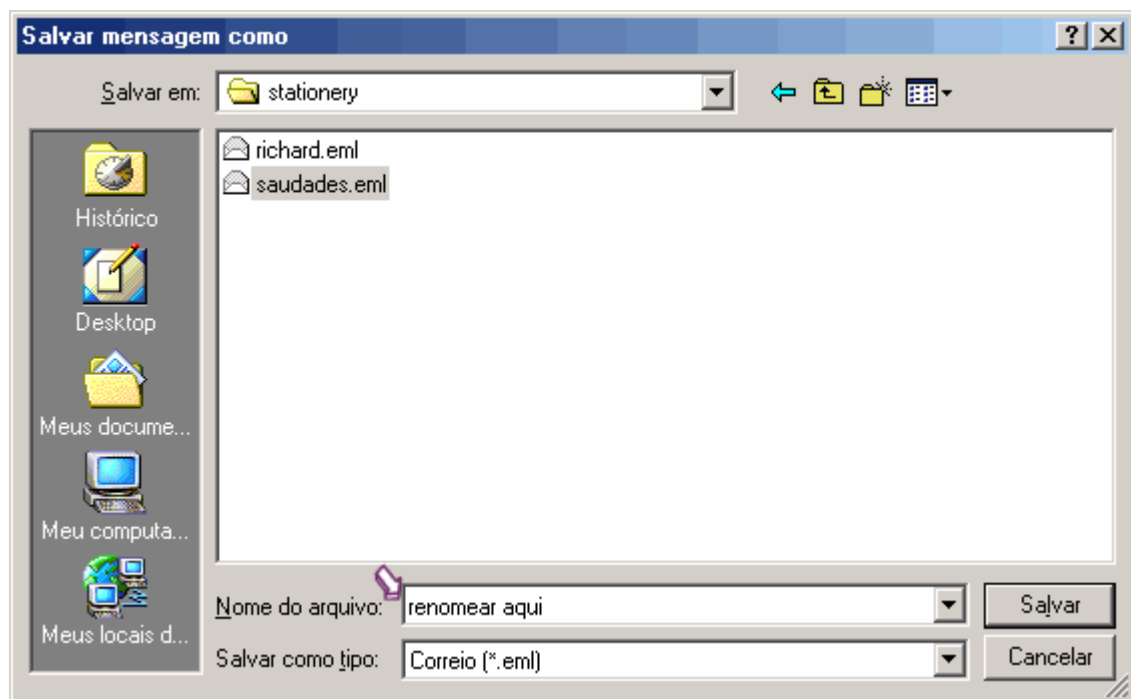 Salvar mensagem como
Salvar em: stationery
richard.eml
saudades.eml
Histórico
Desktop
Meus docume...
Meu computa...
Meus locais d...
Nome do arquivo: renomear aqui Salvar
Salvar como tipo: Correio (*.eml) Cancelar